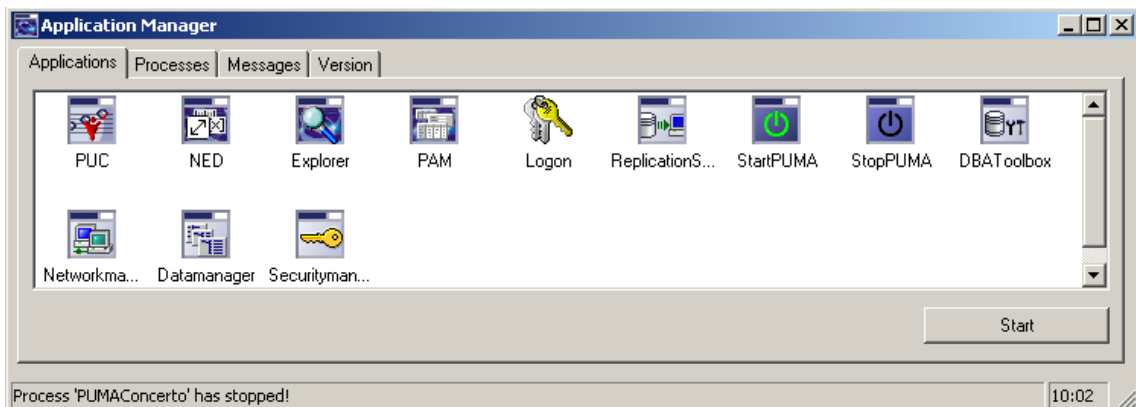 Application Manager
Applications Processes Messages Version
PUC NED Explorer PAM Logon ReplicationS... StartPUMA StopPUMA DBAToolbox
Networkma... Datamanager Securityman...
Start
Process 'PUMAConcerto' has stopped! 10:02